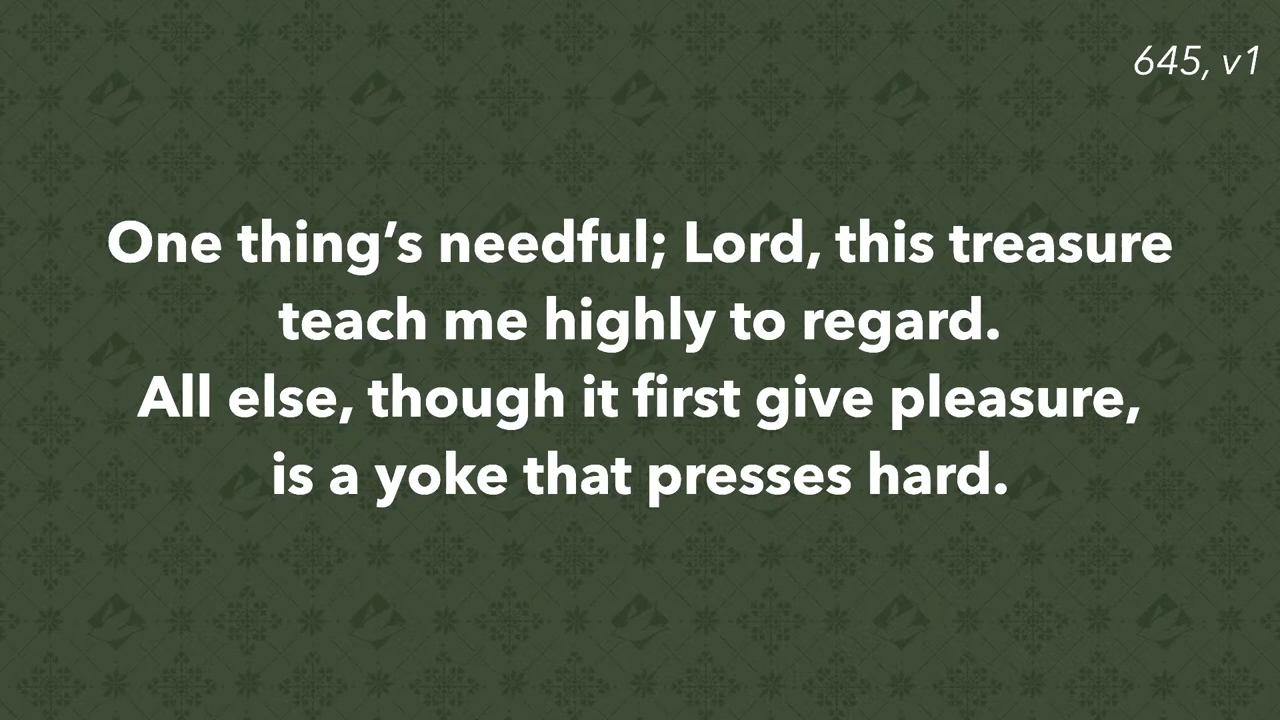 645, v1
One thing’s needful; Lord, this treasure
teach me highly to regard.
All else, though it first give pleasure,
is a yoke that presses hard.